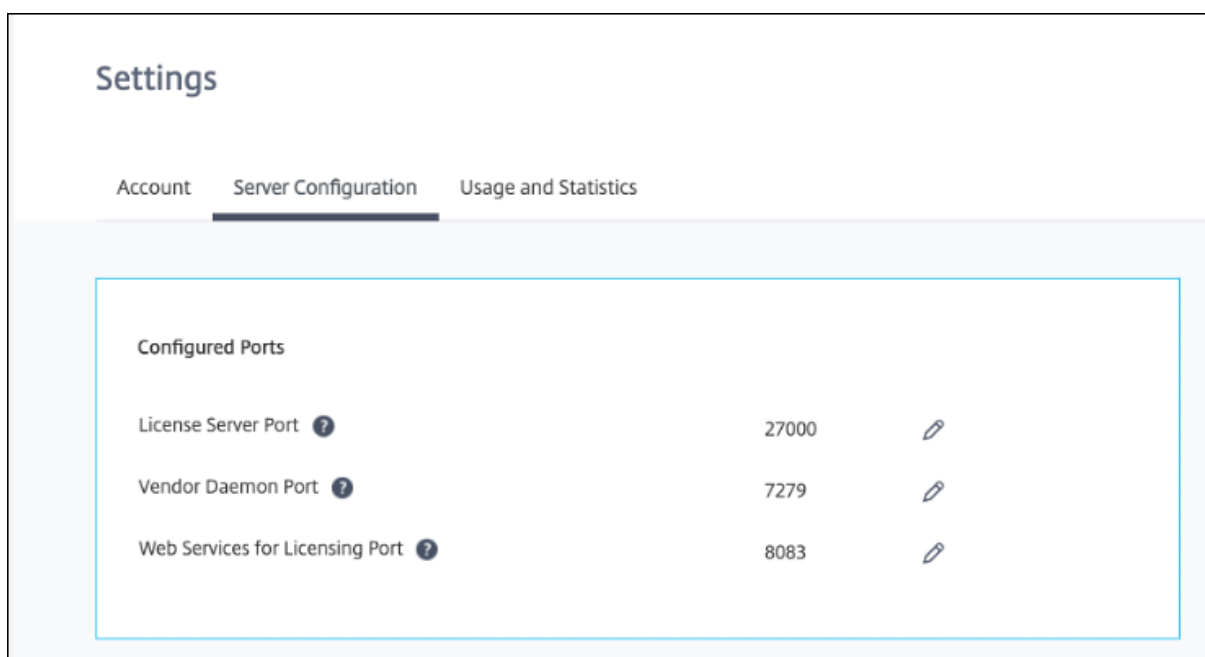 Settings
Account Server Configuration Usage and Statistics
Configured Ports
License Server Port ? 27000
Vendor Daemon Port ? 7279
Web Services for Licensing Port ? 8083